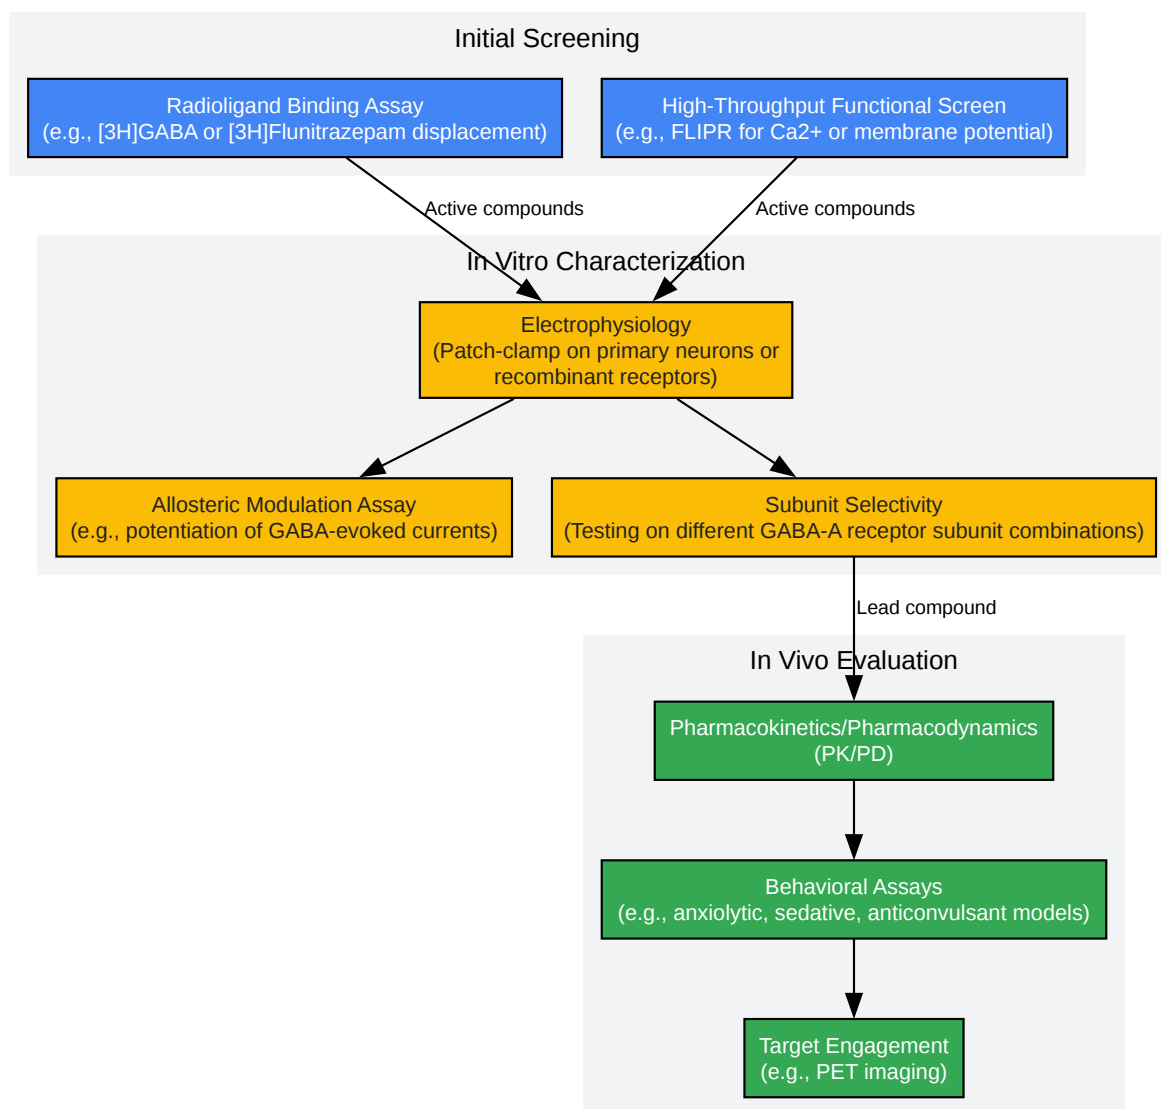 Initial Screening
Radioligand Binding Assay
(e.g., [3H]GABA or [3H]Flunitrazepam displacement)
High-Throughput Functional Screen
(e.g., FLIPR for Ca2+ or membrane potential)
Active compounds
Active compounds
In Vitro Characterization
Electrophysiology
(Patch-clamp on primary neurons or
recombinant receptors)
Allosteric Modulation Assay
(e.g., potentiation of GABA-evoked currents)
Subunit Selectivity
(Testing on different GABA-A receptor subunit combinations)
Lead compound
In Vivo Evaluation
Pharmacokinetics/Pharmacodynamics
(PK/PD)
Behavioral Assays
(e.g., anxiolytic, sedative, anticonvulsant models)
Target Engagement
(e.g., PET imaging)